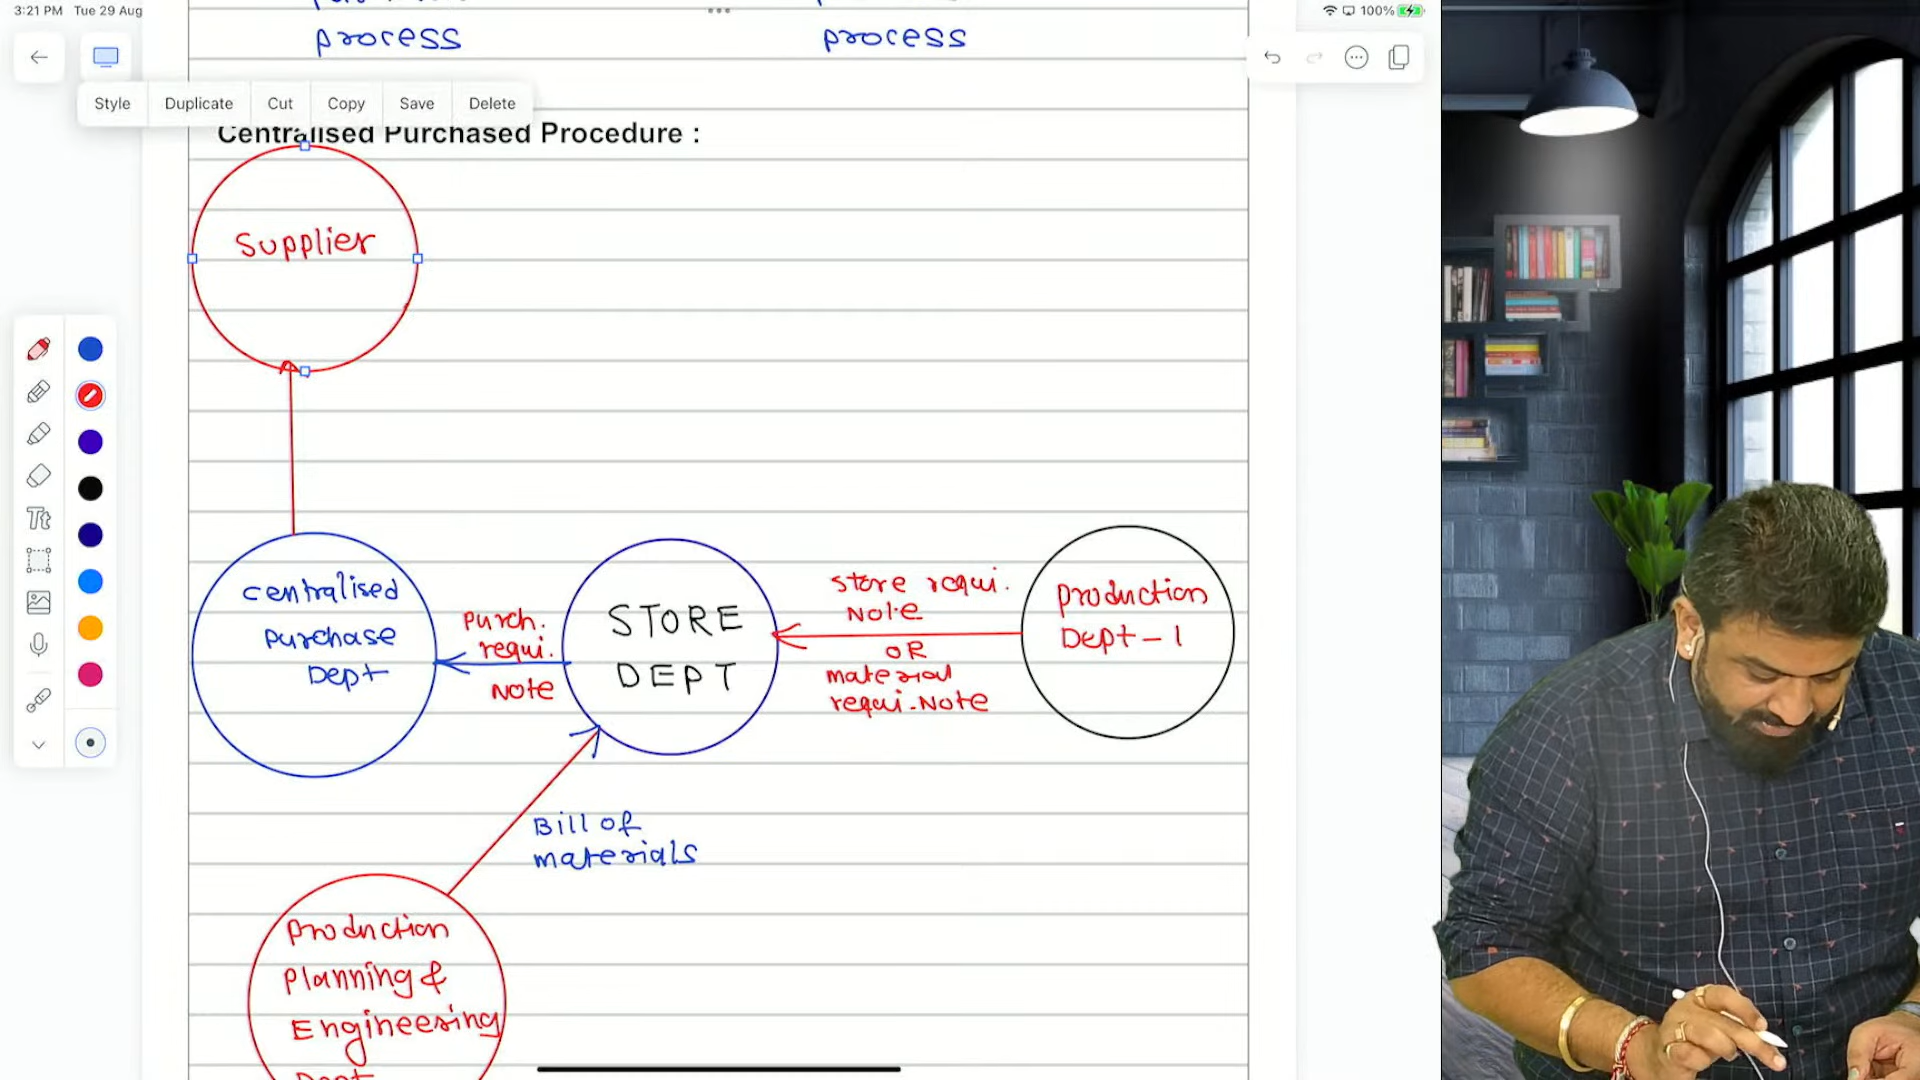 3:21 PM Tue 29 Aug
100%
process
process
Style Duplicate Cut Copy Save Delete
Centralised Purchased Procedure :
Supplier
centralised
purchase
Dept
Purch.
requi.
Note
STORE
DEPT
store requi.
Note
OR
material
requi.Note
production
Dept-1
Bill of
materials
Production
Planning &
Engineering
Tt